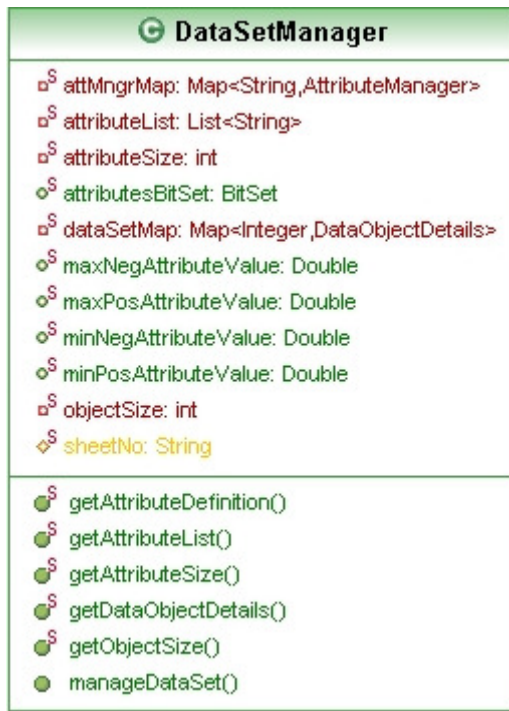 C DataSetManager
S attMngrMap: Map<String,AttributeManager>
S attributeList: List<String>
S attributeSize: int
S attributesBitSet: BitSet
S dataSetMap: Map<Integer,DataObjectDetails>
S maxNegAttributeValue: Double
S maxPosAttributeValue: Double
S minNegAttributeValue: Double
S minPosAttributeValue: Double
S objectSize: int
S sheetNo: String
S getAttributeDefinition()
S getAttributeList()
S getAttributeSize()
S getDataObjectDetails()
S getObjectSize()
manageDataSet()